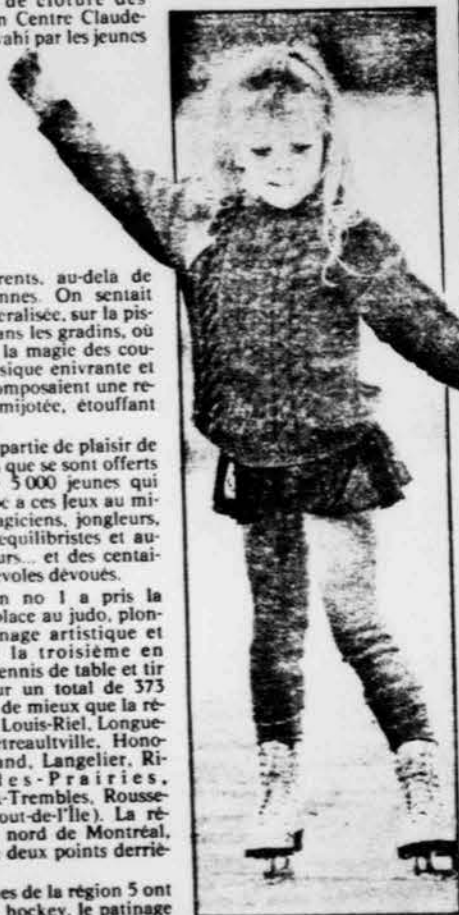 de clôture des
n Centre Claude-
vahi par les jeunes
rents, au-dela de
nnes. On sentait
eralisée, sur la pis-
ans les gradins, où
la magie des cou-
sique enivrante et
omposaient une re-
mijotée, étouffant
partie de plaisir de
que se sont offerts
5 000 jeunes qui
c a ces Jeux au mi-
agiciens, jongleurs,
equilibristes et au-
urs... et des centai-
évoles dévoués.
n no 1 a pris la
place au judo, plon-
nage artistique et
la troisième en
ennis de table et tir
ur un total de 373
de mieux que la ré-
Louis-Riel, Longue-
etreaultville, Hono-
and, Langelier, Ri-
les-Prairies,
-Trembles, Rousse-
out-de-l'Île). La ré-
nord de Montréal,
deux points derriè-
es de la région 5 ont
hockey, le patinage